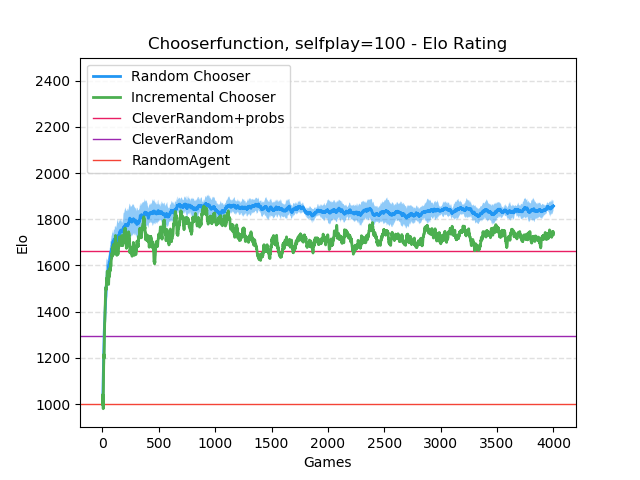 Chooserfunction, selfplay=100 - Elo Rating
Random Chooser
Incremental Chooser
CleverRandom+probs
CleverRandom
RandomAgent
2400
2200
2000
1800
1600
1400
1200
1000
Elo
0 500 1000 1500 2000 2500 3000 3500 4000
Games